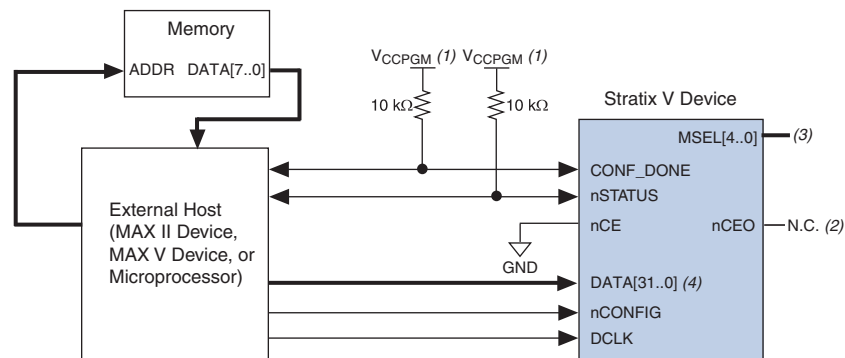 Memory
ADDR DATA[7..0]
VCCPGM (1) VCCPGM (1)
10 kΩ 10 kΩ
Stratix V Device
MSEL[4..0] (3)
CONF_DONE
nSTATUS
nCE nCEO N.C. (2)
GND
External Host
(MAX II Device,
MAX V Device, or
Microprocessor)
DATA[31..0] (4)
nCONFIG
DCLK